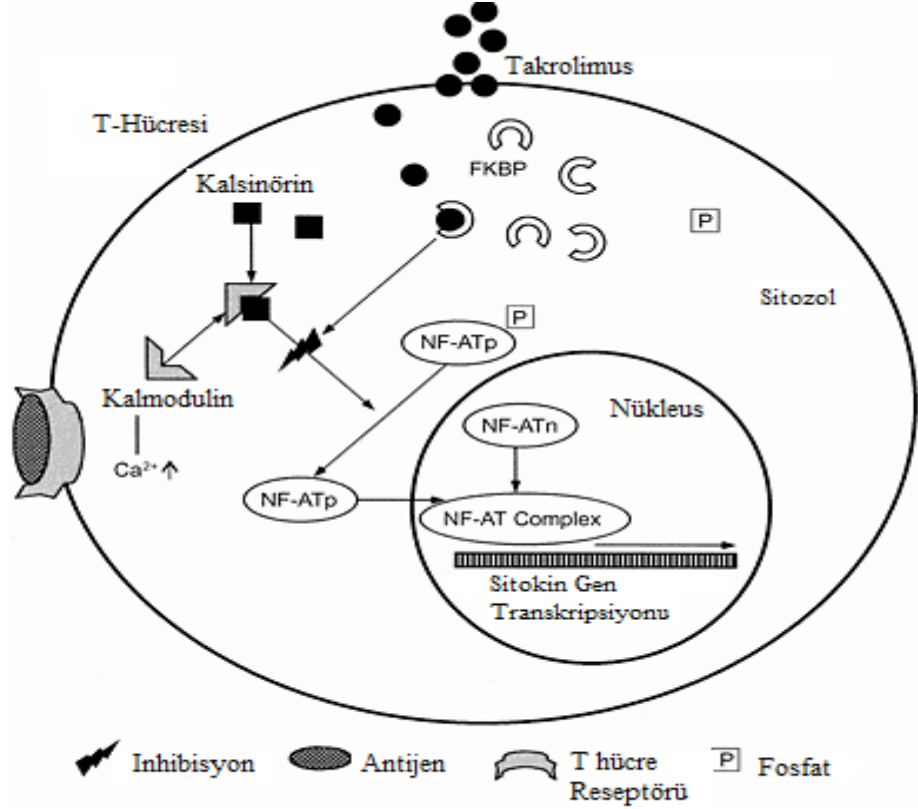 Takrolimus
T-Hücresi
FKBP
Kalsinörin
P
Sitozol
P
NF-ATp
Kalmodulin
Nükleus
NF-ATn
Ca2+ ↑
NF-ATp
NF-AT Complex
Sitokin Gen
Transkripsiyonu
Inhibisyon
Antijen
T hücre
Reseptörü
P
Fosfat